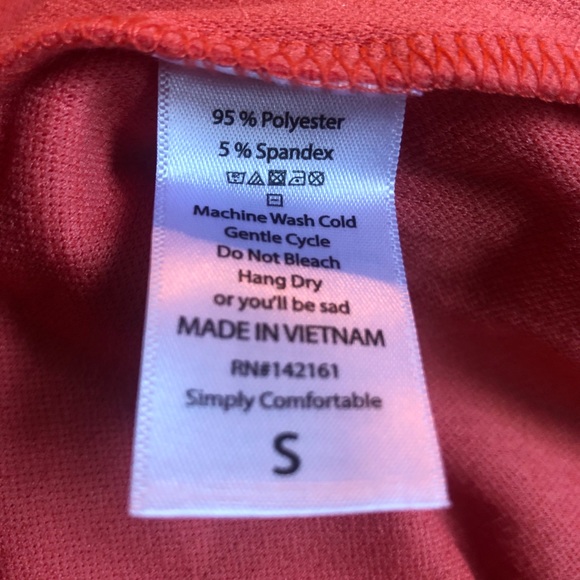 95 % Polyester
5 % Spandex
Machine Wash Cold
Gentle Cycle
Do Not Bleach
Hang Dry
or you'll be sad
MADE IN VIETNAM
RN#142161
Simply Comfortable
S